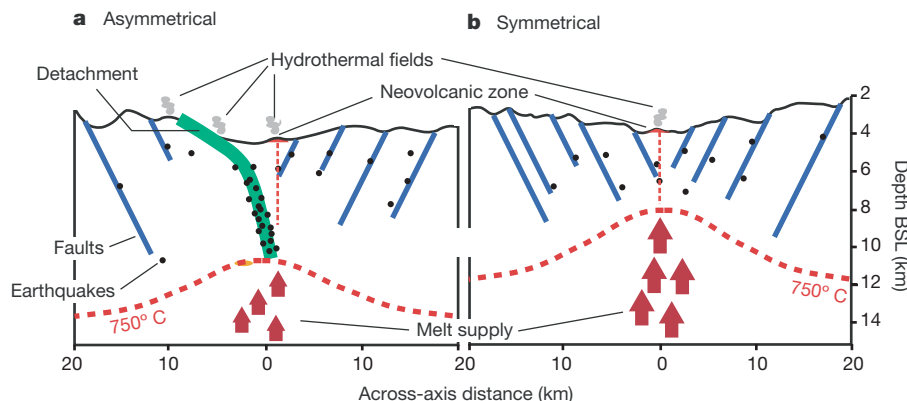 a Asymmetrical
b Symmetrical
Hydrothermal fields
Detachment
Neovolcanic zone
Faults
Earthquakes
750° C
Melt supply
750° C
2
4
6
8
10
12
14
Depth BSL (km)
20 10 0 10 20 10 0 10 20
Across-axis distance (km)